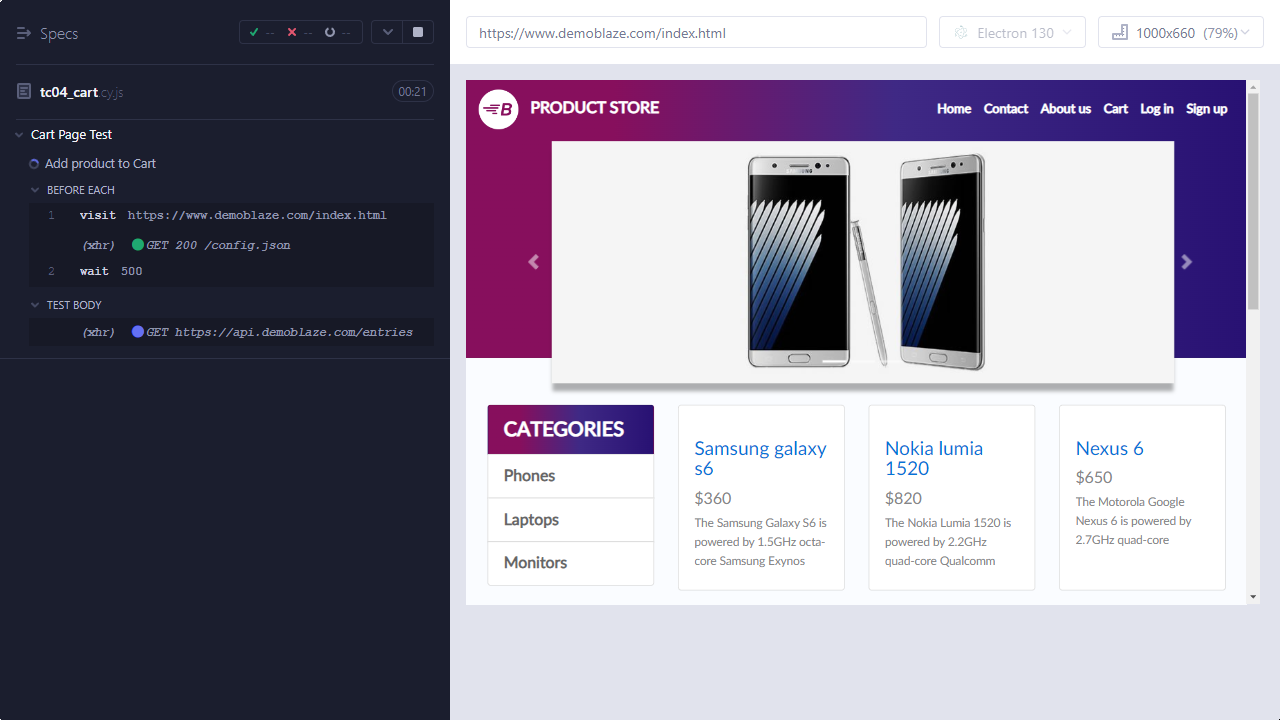 Specs
--
--
--
tc04_cart.cy.js
00:21
Cart Page Test
Add product to Cart
BEFORE EACH
1 visit https://www.demoblaze.com/index.html
(xhr) GET 200 /config.json
2 wait 500
TEST BODY
(xhr) GET https://api.demoblaze.com/entries
https://www.demoblaze.com/index.html
Electron 130
1000x660 (79%)
B
PRODUCT STORE
Home Contact About us Cart Log in Sign up
SAMSUNG
SAMSUNG
CATEGORIES
Phones
Laptops
Monitors
Samsung galaxy
s6
$360
The Samsung Galaxy S6 is
powered by 1.5GHz octa-
core Samsung Exynos
Nokia lumia
1520
$820
The Nokia Lumia 1520 is
powered by 2.2GHz
quad-core Qualcomm
Nexus 6
$650
The Motorola Google
Nexus 6 is powered by
2.7GHz quad-core